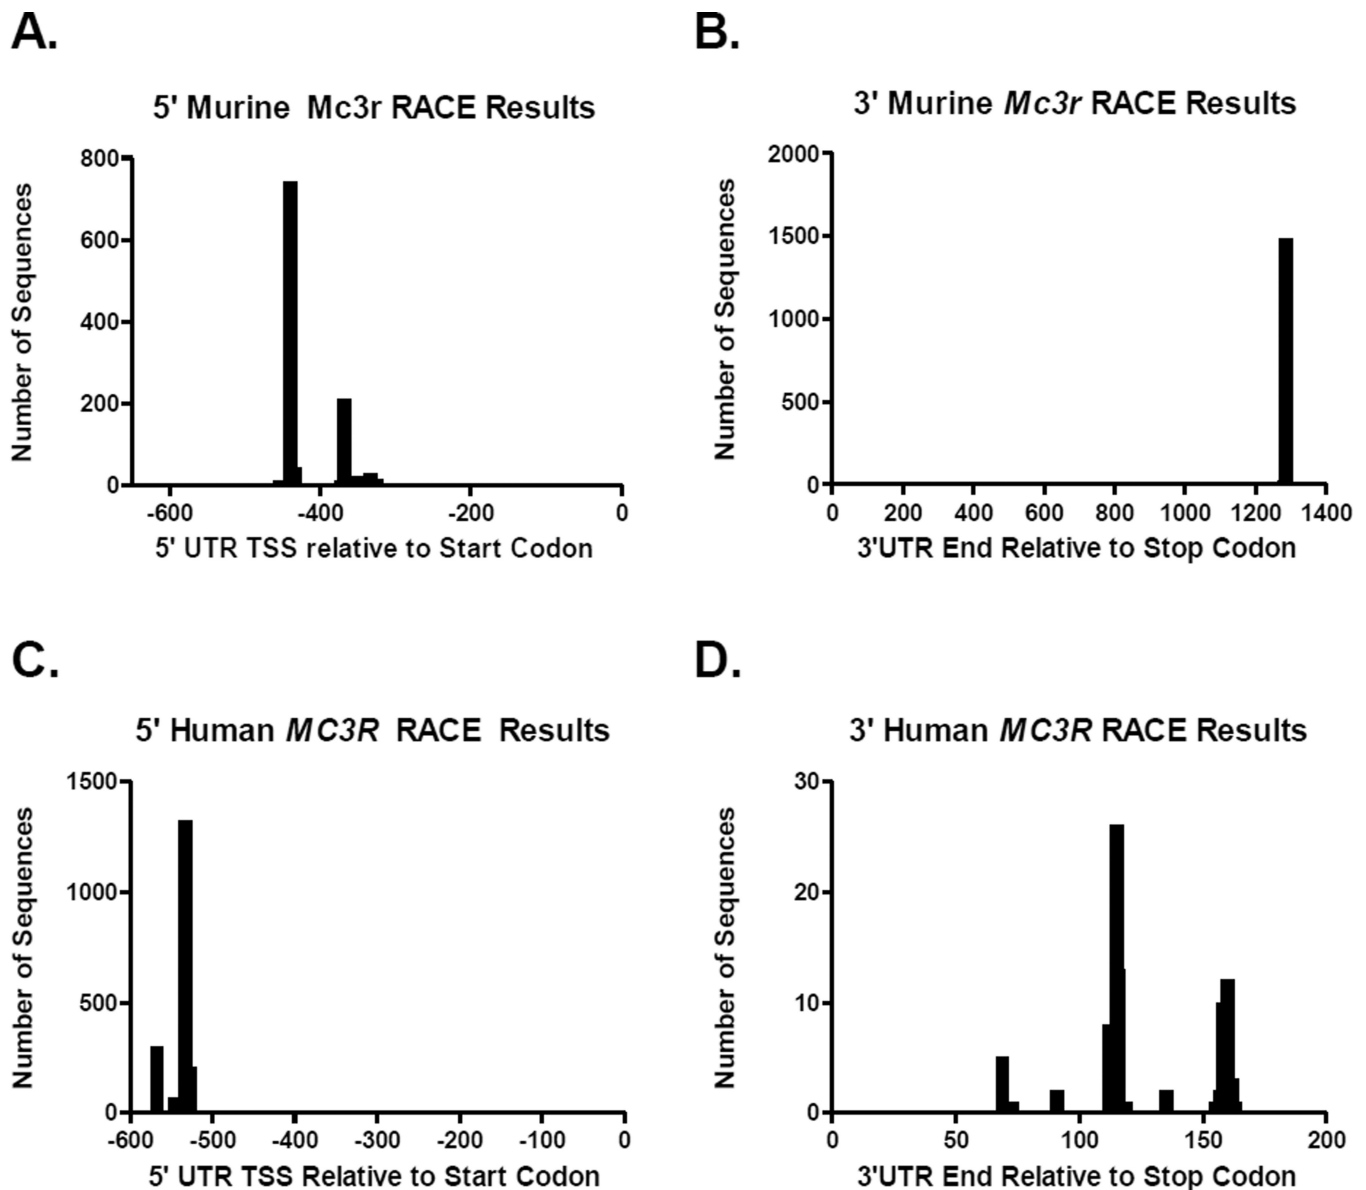 A.
5' Murine Mc3r RACE Results
Number of Sequences
800
600
400
200
0
-600 -400 -200 0
5' UTR TSS relative to Start Codon
B.
3' Murine Mc3r RACE Results
Number of Sequences
2000
1500
1000
500
0
0 200 400 600 800 1000 1200 1400
3'UTR End Relative to Stop Codon
C.
5' Human MC3R RACE Results
Number of Sequences
1500
1000
500
0
-600 -500 -400 -300 -200 -100 0
5' UTR TSS Relative to Start Codon
D.
3' Human MC3R RACE Results
Number of Sequences
30
20
10
0
0 50 100 150 200
3'UTR End Relative to Stop Codon